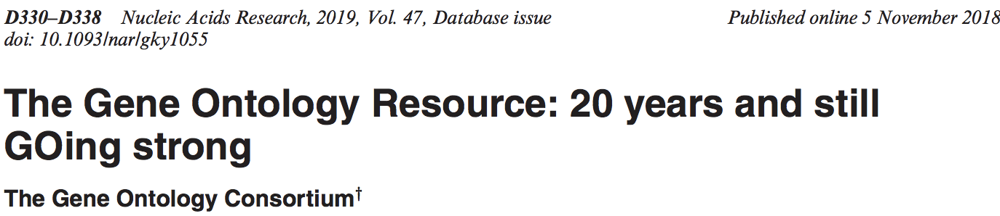 D330–D338 Nucleic Acids Research, 2019, Vol. 47, Database issue Published online 5 November 2018
doi: 10.1093/nar/gky1055
The Gene Ontology Resource: 20 years and still
GOing strong
The Gene Ontology Consortium†